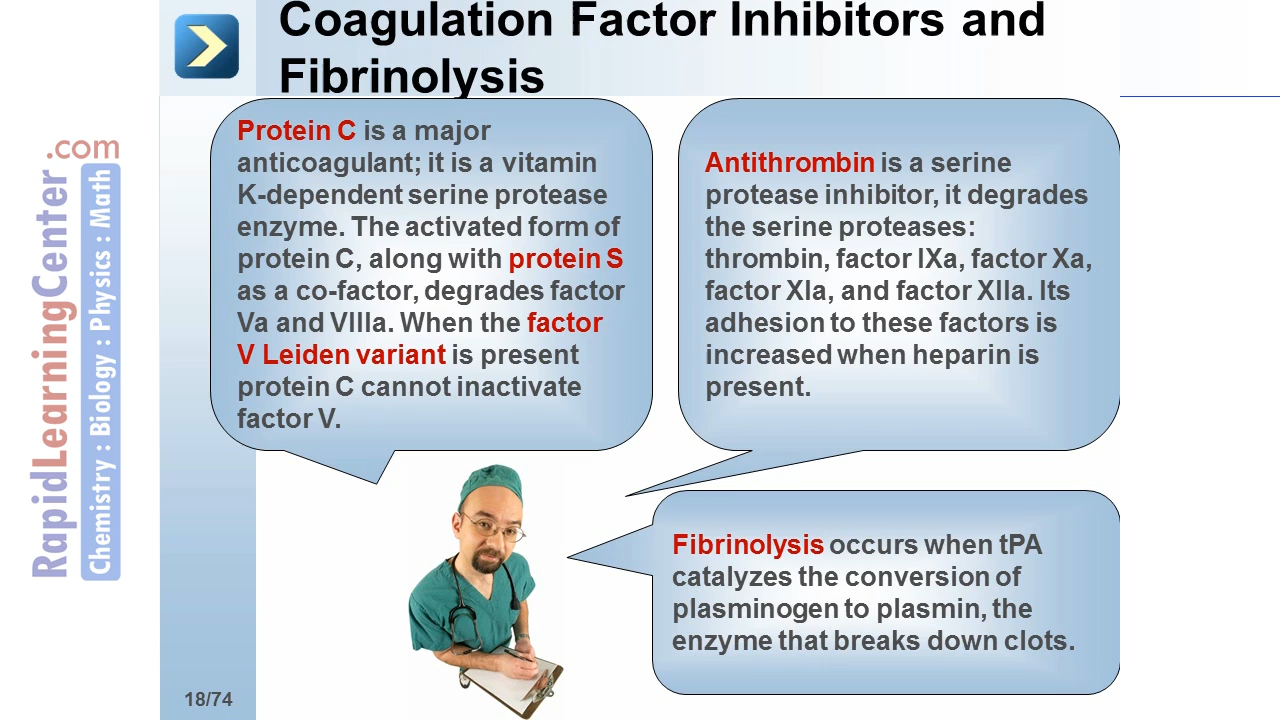 Coagulation Factor Inhibitors and
Fibrinolysis
Protein C is a major
anticoagulant; it is a vitamin
K-dependent serine protease
enzyme. The activated form of
protein C, along with protein S
as a co-factor, degrades factor
Va and VIIIa. When the factor
V Leiden variant is present
protein C cannot inactivate
factor V.
Antithrombin is a serine
protease inhibitor, it degrades
the serine proteases:
thrombin, factor IXa, factor Xa,
factor XIa, and factor XIIa. Its
adhesion to these factors is
increased when heparin is
present.
Fibrinolysis occurs when tPA
catalyzes the conversion of
plasminogen to plasmin, the
enzyme that breaks down clots.
RapidLearningCenter.com
Chemistry : Biology : Physics : Math
18/74